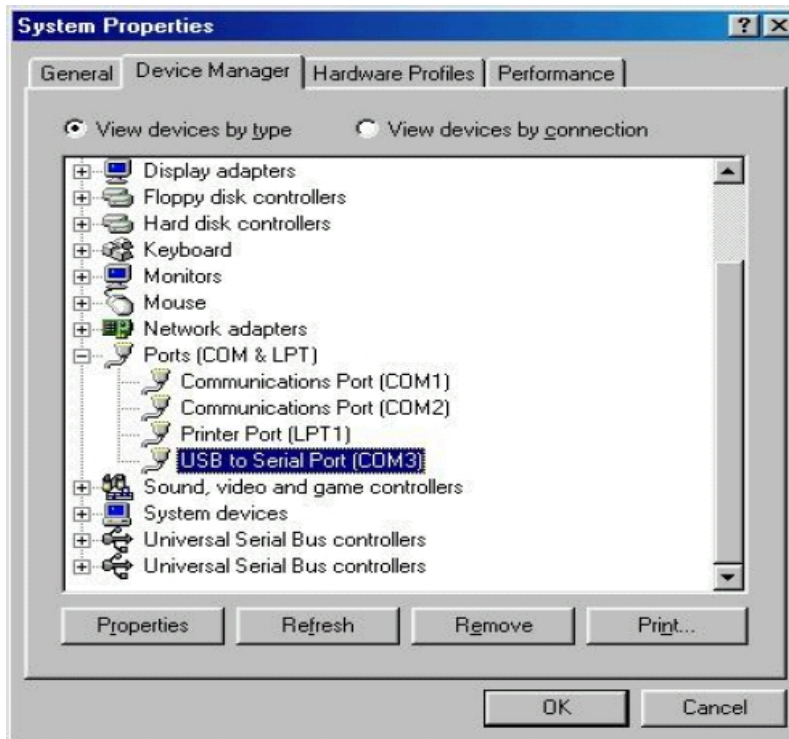 System Properties
General Device Manager Hardware Profiles Performance
View devices by type View devices by connection
Display adapters
Floppy disk controllers
Hard disk controllers
Keyboard
Monitors
Mouse
Network adapters
Ports (COM & LPT)
Communications Port (COM1)
Communications Port (COM2)
Printer Port (LPT1)
USB to Serial Port (COM3)
Sound, video and game controllers
System devices
Universal Serial Bus controllers
Universal Serial Bus controllers
Properties Refresh Remove Print...
OK Cancel